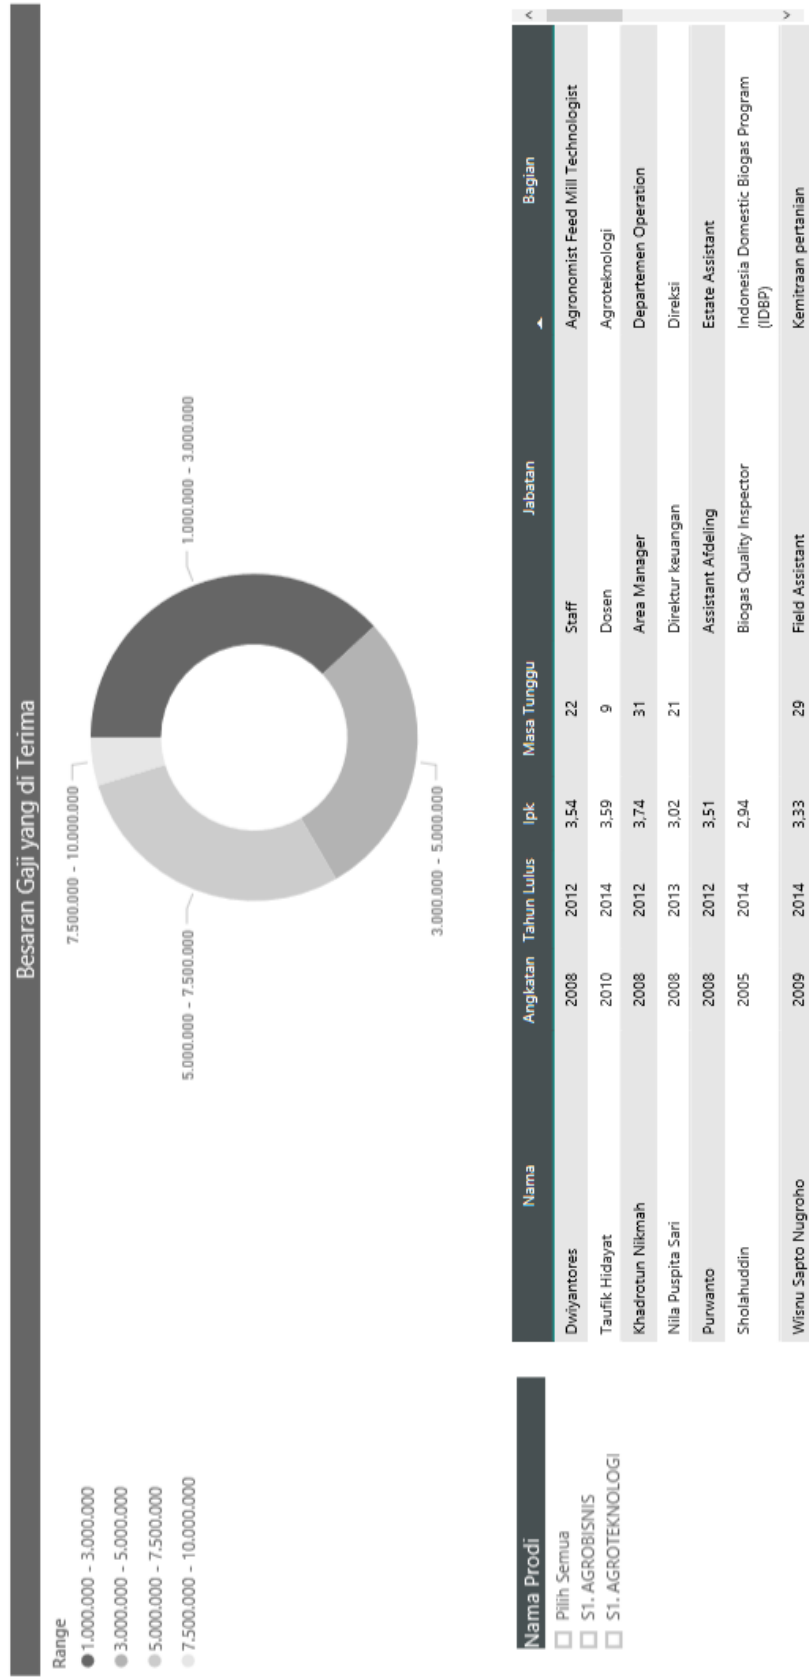 Besaran Gaji yang di Terima
Range
1.000.000 - 3.000.000
3.000.000 - 5.000.000
5.000.000 - 7.500.000
7.500.000 - 10.000.000
7.500.000 - 10.000.000
5.000.000 - 7.500.000
1.000.000 - 3.000.000
3.000.000 - 5.000.000
Nama Prodi
Pilih Semua
S1. AGROBISNIS
S1. AGROTEKNOLOGI
Nama Angkatan Tahun Lulus Ipk Masa Tunggu Jabatan Bagian
Dwiyantores 2008 2012 3,54 22 Staff Agronomist Feed Mill Technologist
Taufik Hidayat 2010 2014 3,59 9 Dosen Agroteknologi
Khadrotun Nikmah 2008 2012 3,74 31 Area Manager Departemen Operation
Nila Puspita Sari 2008 2013 3,02 21 Direktur keuangan Direksi
Purwanto 2008 2012 3,51 Assistant Afdeling Estate Assistant
Sholahuddin 2005 2014 2,94 Biogas Quality Inspector Indonesia Domestic Biogas Program
(IDBP)
Wisnu Sapto Nugroho 2009 2014 3,33 29 Field Assistant Kemitraan pertanian